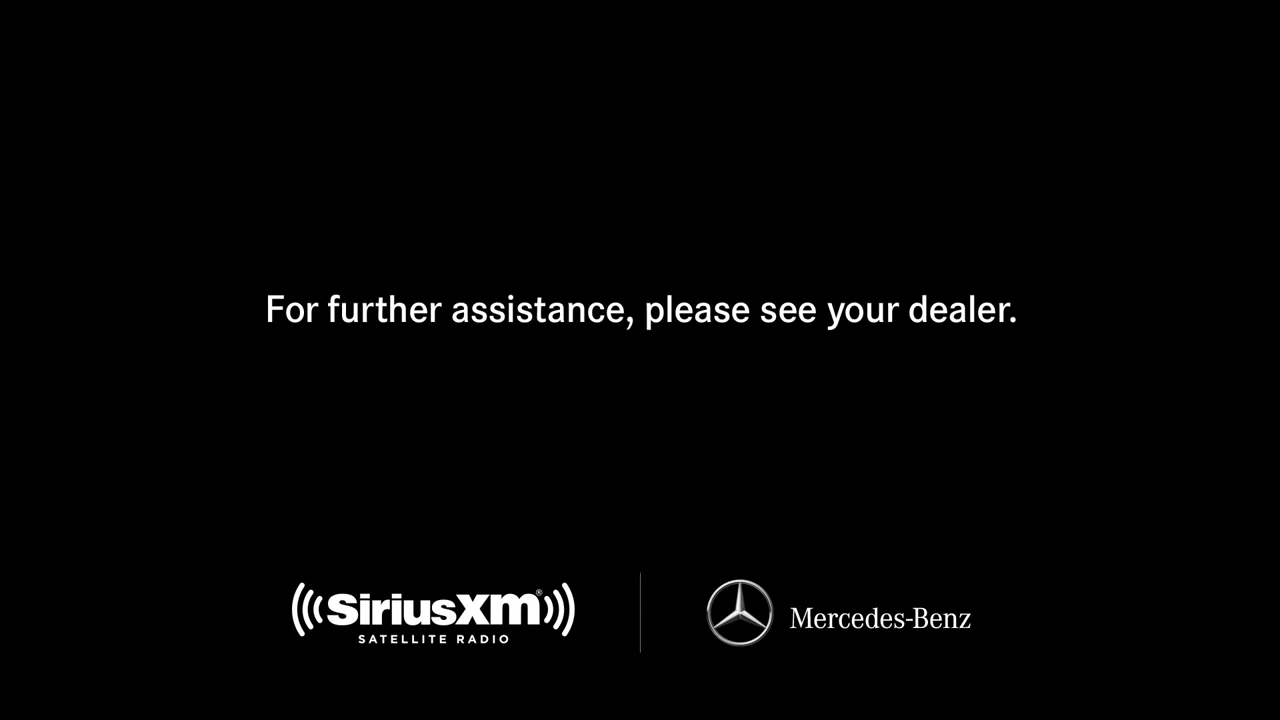 For further assistance, please see your dealer.
SiriusXm®
SATELLITE RADIO
Mercedes-Benz